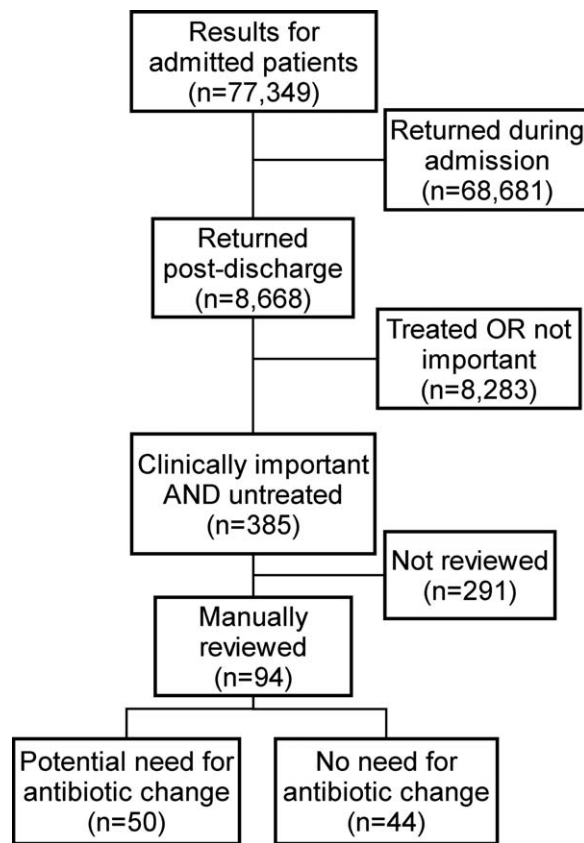 Results for
admitted patients
(n=77,349)
Returned during
admission
(n=68,681)
Returned
post-discharge
(n=8,668)
Treated OR not
important
(n=8,283)
Clinically important
AND untreated
(n=385)
Not reviewed
(n=291)
Manually
reviewed
(n=94)
Potential need for
antibiotic change
(n=50)
No need for
antibiotic change
(n=44)